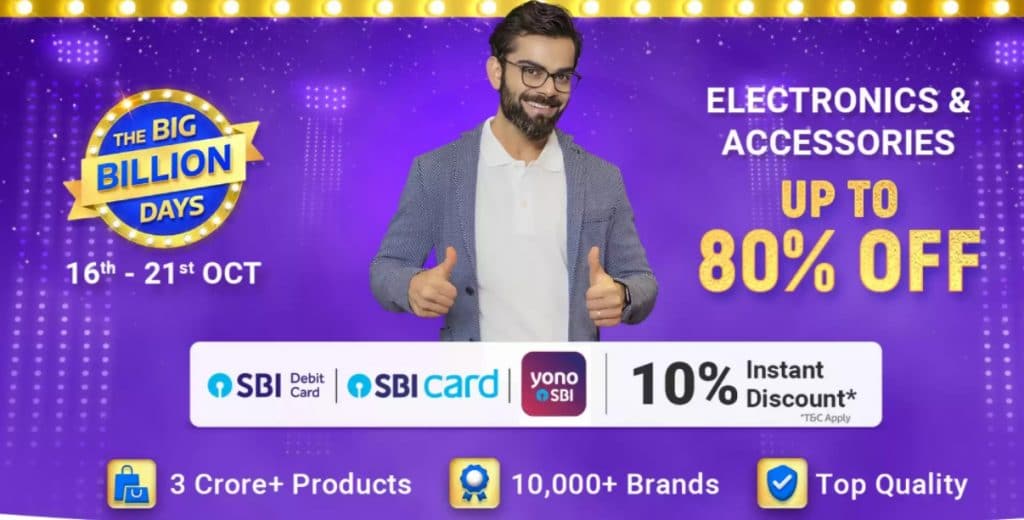 THE BIG
BILLION
DAYS
16th - 21st OCT
ELECTRONICS &
ACCESSORIES
UP TO
80% OFF
SBI Debit Card
SBI card
yono
SBI
10% Instant
Discount*
*T&C Apply
3 Crore+ Products
10,000+ Brands
Top Quality